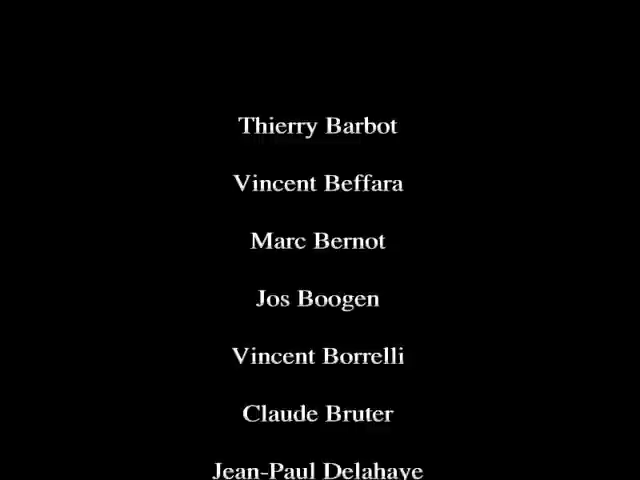 Thierry Barbot
Vincent Beffara
Marc Bernot
Jos Boogen
Vincent Borrelli
Claude Bruter
Jean-Paul Delahaye